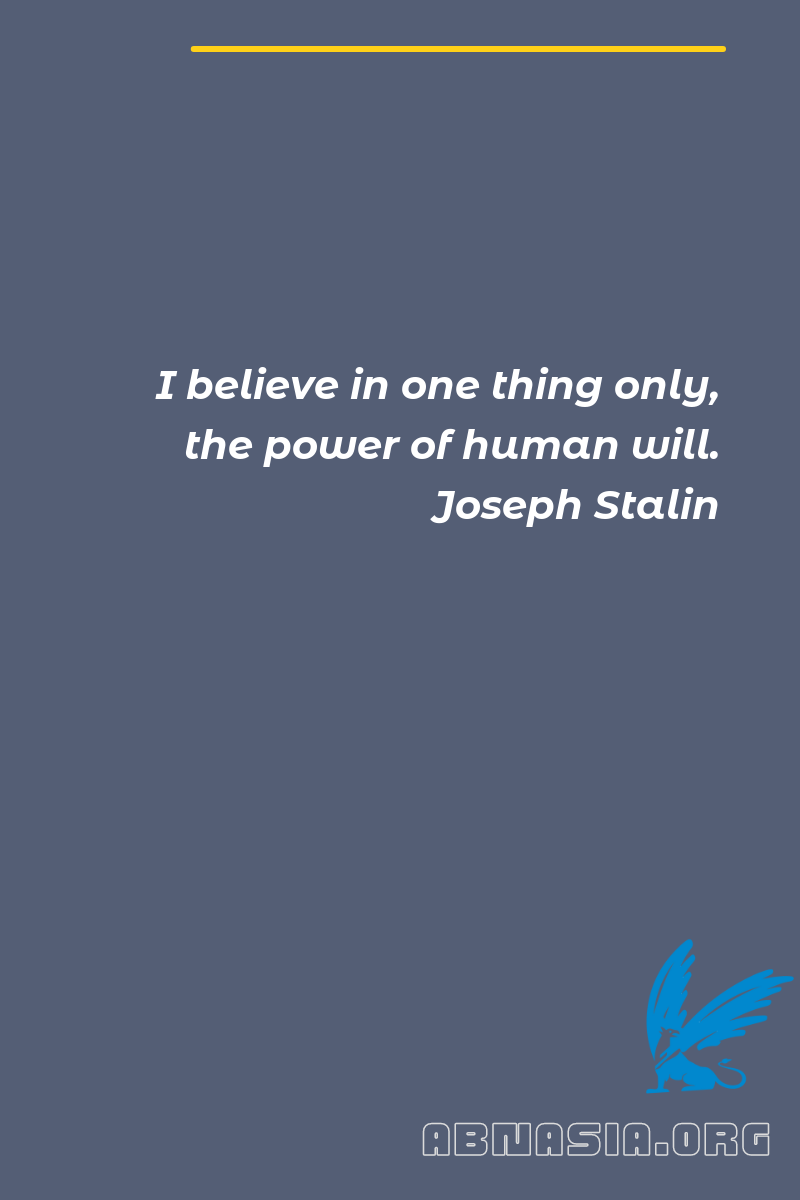 I believe in one thing only,
the power of human will.
Joseph Stalin
ABNASIA.ORG